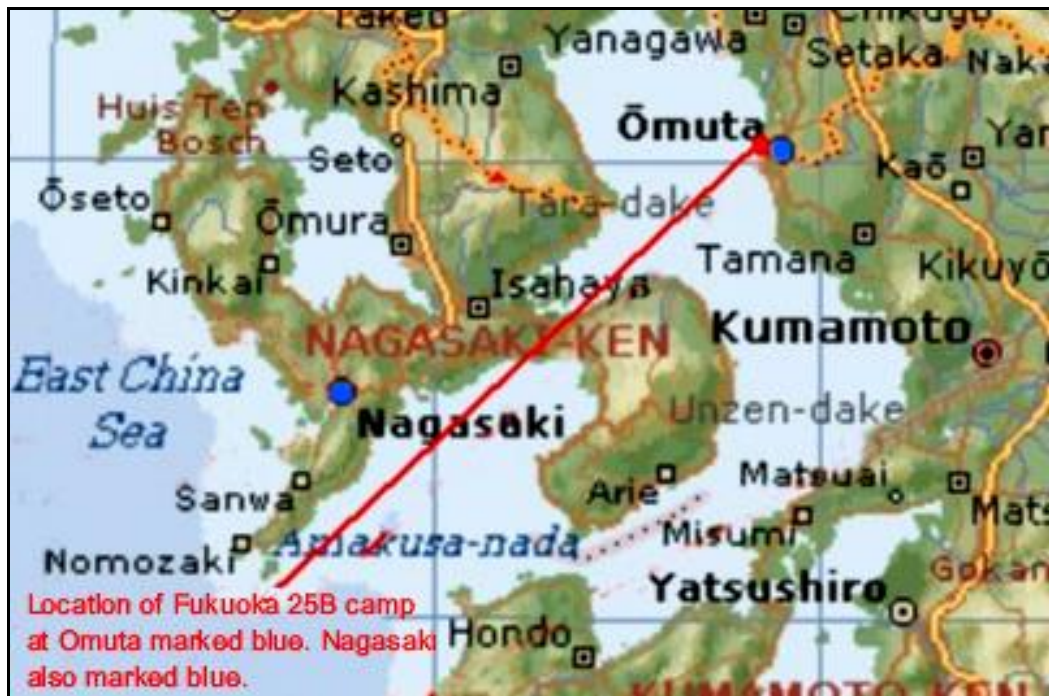 Yanagawa
Setaka
Kashima
Huis Ten
Bosch
Ōmuta
Seto
Kaō
Ōseto
Tara-dake
Ōmura
Tamana
Kikuyō
Kinkai
Isahaya
NAGASAKI-KEN
Kumamoto
East China
Sea
Unzen-dake
Nagasaki
Arie
Matsuai
Sanwa
Misumi
Amakusa-nada
Nomozaki
Yatsushiro
Location of Fukuoka 25B camp
at Omuta marked blue. Nagasaki
also marked blue.
Hondo